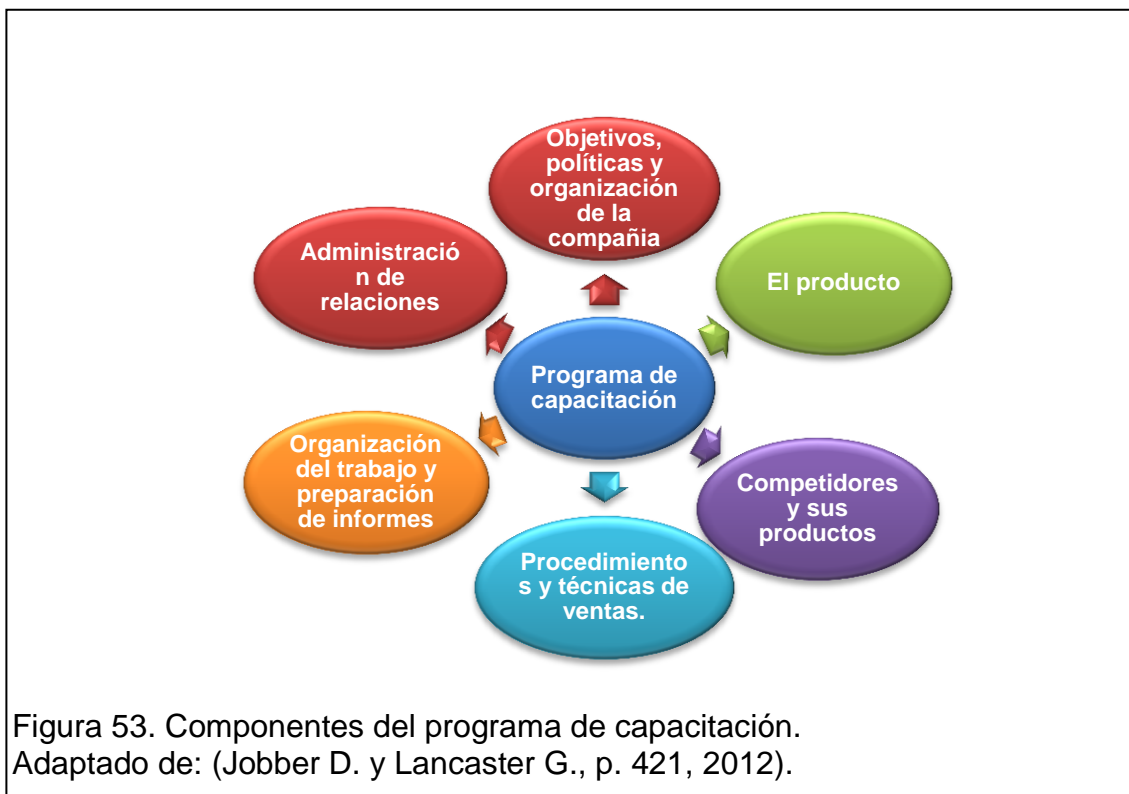 Objetivos,
políticas y
organización
de la
compañia
Administració
n de
relaciones
El producto
Programa de
capacitación
Organización
del trabajo y
preparación
de informes
Competidores
y sus
productos
Procedimiento
s y técnicas de
ventas.
Figura 53. Componentes del programa de capacitación.
Adaptado de: (Jobber D. y Lancaster G., p. 421, 2012).